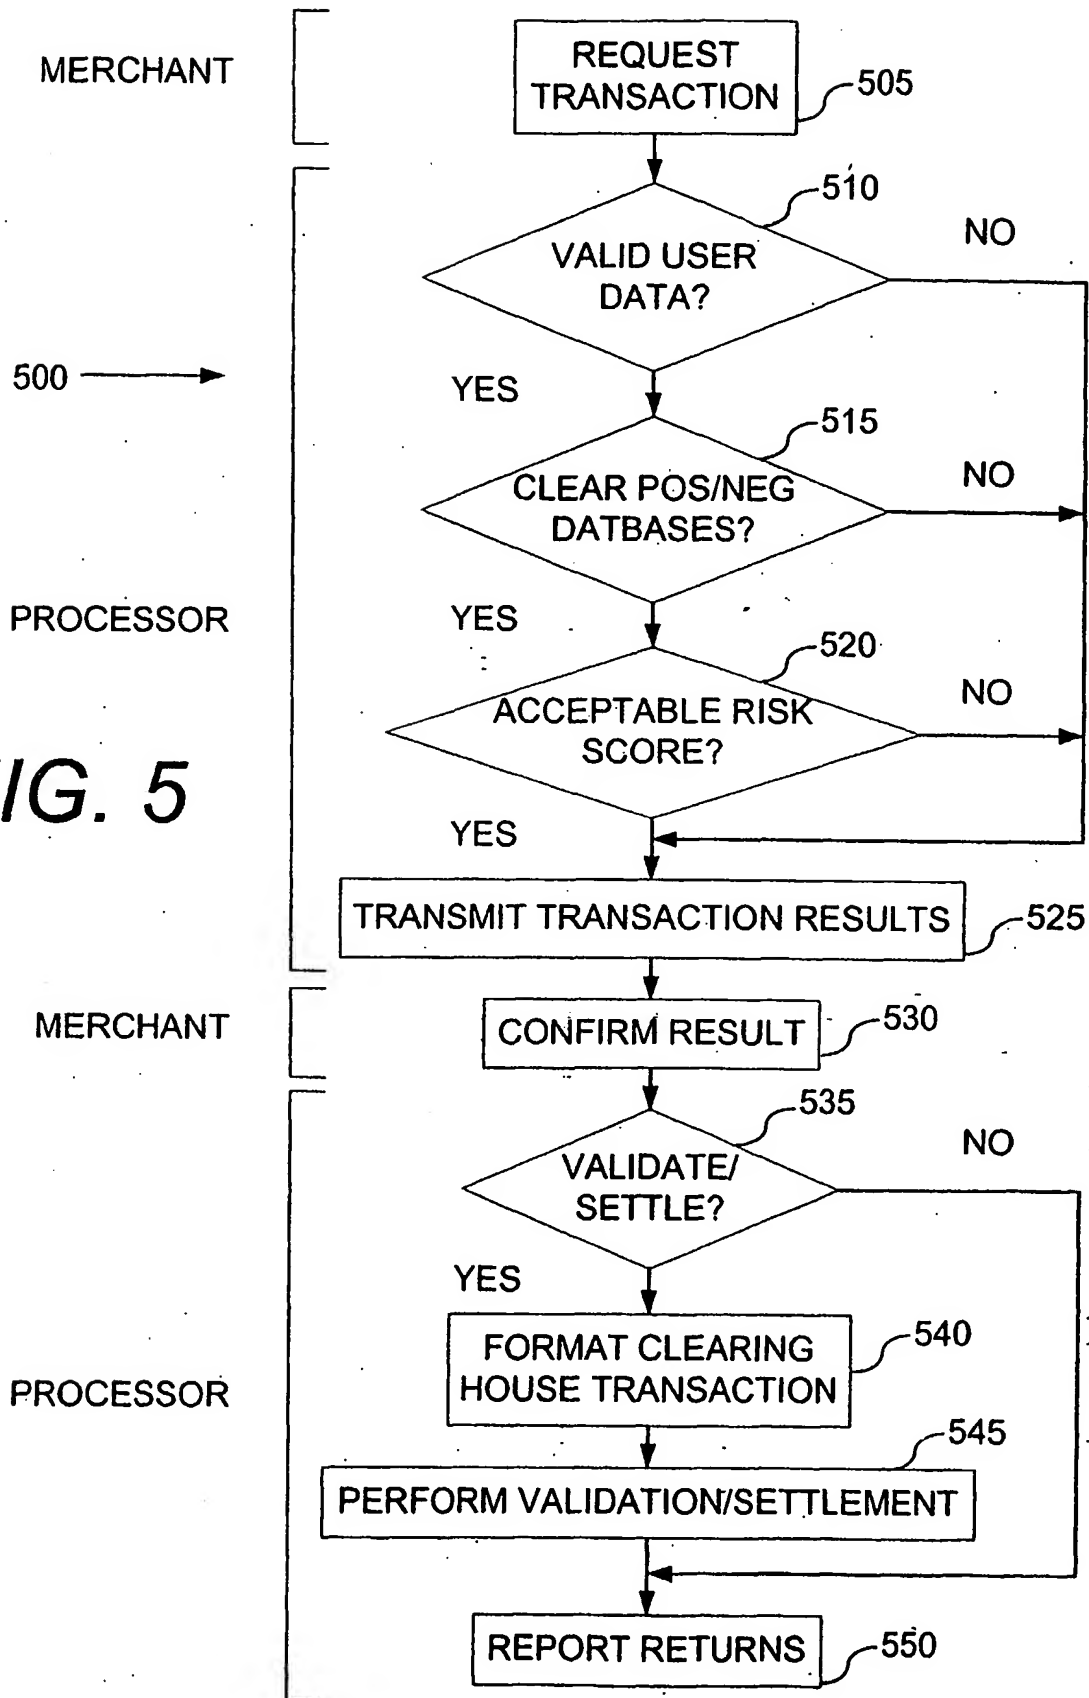 MERCHANT
REQUEST
TRANSACTION
505
510
NO
VALID USER
DATA?
500
YES
515
CLEAR POS/NEG
DATBASES?
NO
PROCESSOR
YES
520
NO
ACCEPTABLE RISK
SCORE?
IG. 5
YES
TRANSMIT TRANSACTION RESULTS
525
MERCHANT
CONFIRM RESULT
530
535
NO
VALIDATE/
SETTLE?
YES
FORMAT CLEARING
HOUSE TRANSACTION
540
PROCESSOR
545
PERFORM VALIDATION/SETTLEMENT
REPORT RETURNS
550